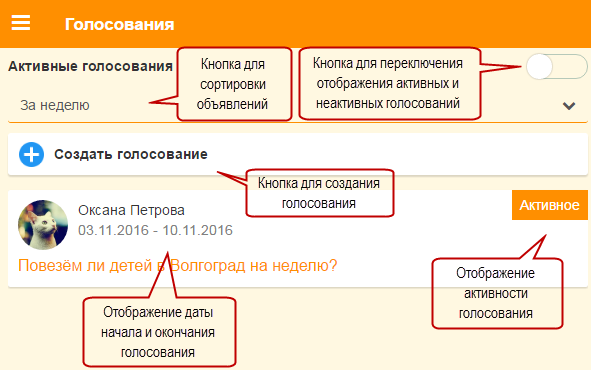 Голосования
Активные голосования
Кнопка для
сортировки
объявлений
Кнопка для переключения
отображения активных и
неактивных голосований
За неделю
Создать голосование
Кнопка для создания
голосования
Оксана Петрова
03.11.2016 - 10.11.2016
Активное
Повезём ли детей в Волгоград на неделю?
Отображение
активности
голосования
Отображение даты
начала и окончания
голосования